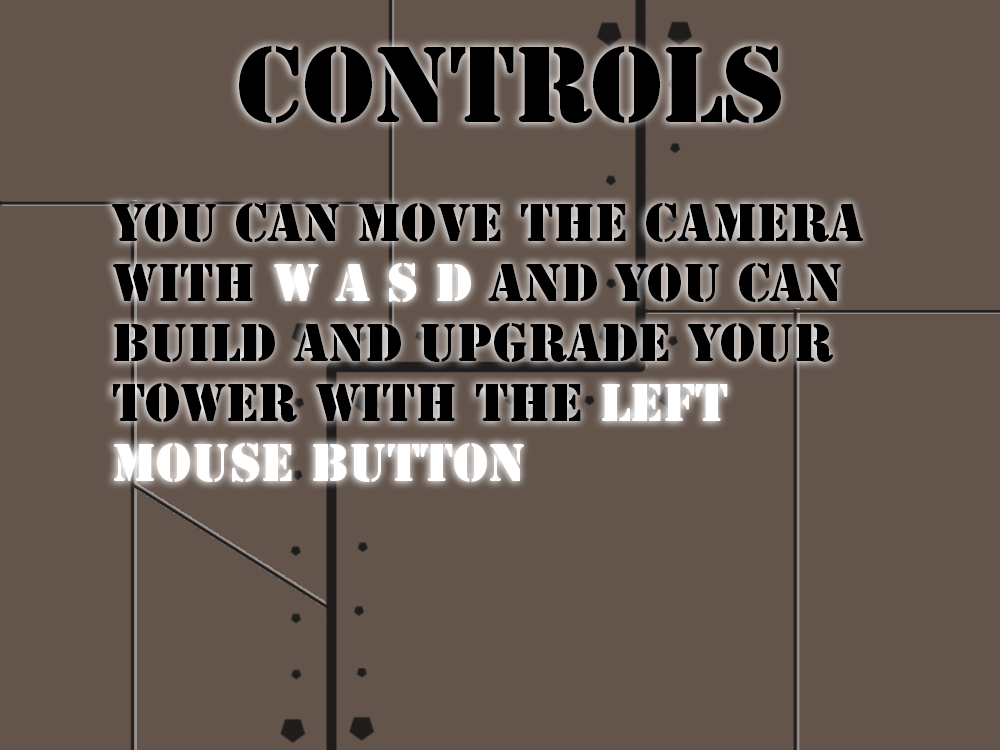 CONTROLS
YOU CAN MOVE THE CAMERA
WITH W A S D AND YOU CAN
BUILD AND UPGRADE YOUR
TOWER WITH THE LEFT
MOUSE BUTTON